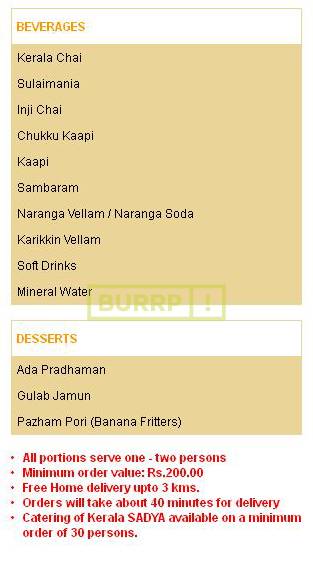 BEVERAGES
Kerala Chai
Sulaimania
Inji Chai
Chukku Kaapi
Kaapi
Sambaram
Naranga Vellam / Naranga Soda
Karikkin Vellam
Soft Drinks
Mineral Water
BURRP!
DESSERTS
Ada Pradhaman
Gulab Jamun
Pazham Pori (Banana Fritters)
• All portions serve one - two persons
• Minimum order value: Rs.200.00
• Free Home delivery upto 3 kms.
• Orders will take about 40 minutes for delivery
• Catering of Kerala SADYA available on a minimum
order of 30 persons.